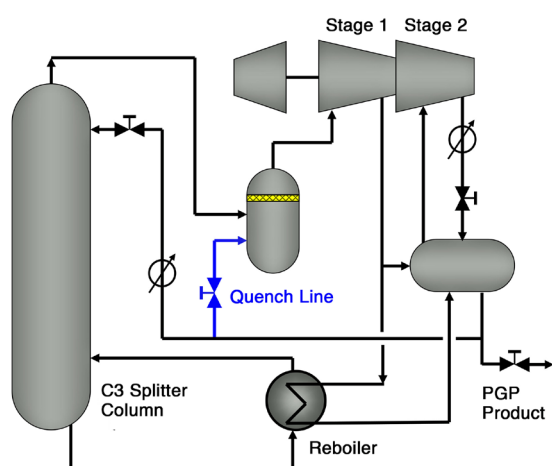 Stage 1
Stage 2
Quench Line
C3 Splitter
Column
Reboiler
PGP
Product